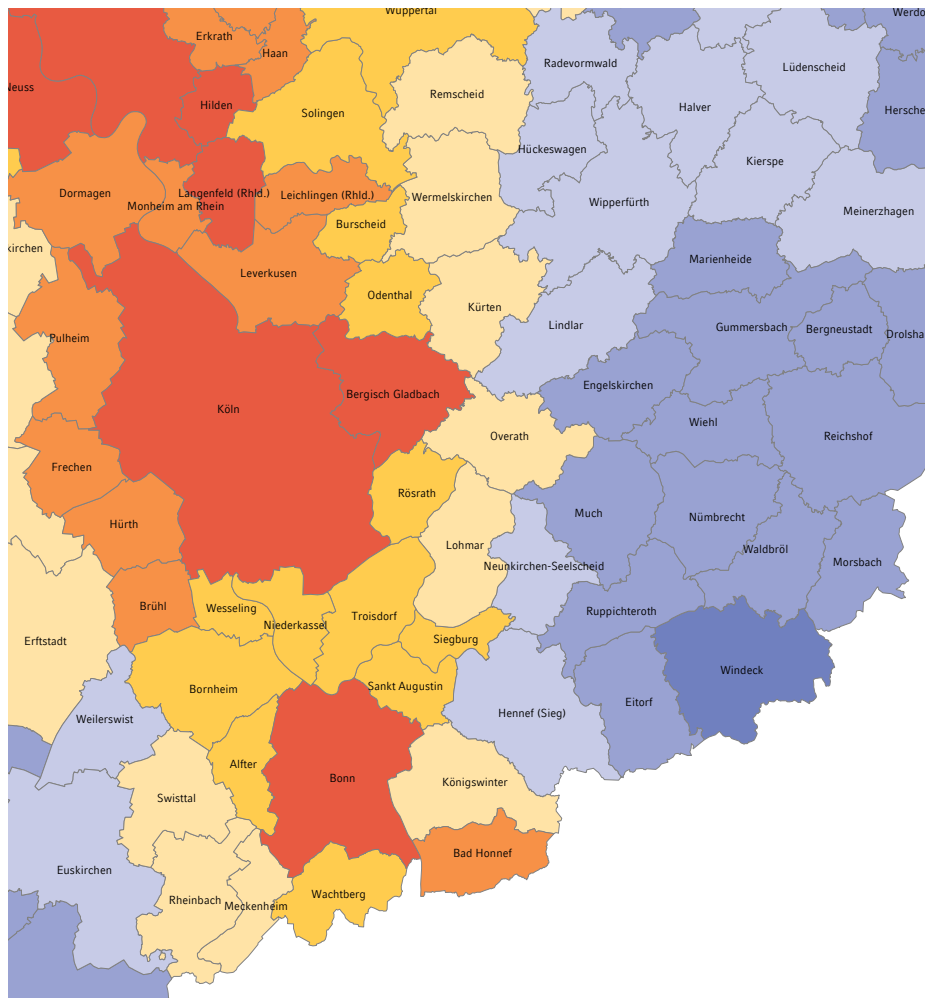 Wuppertal
Werdo
Erkrath
Haan
Radevormwald
Lüdenscheid
Neuss
Remscheid
Hilden
Solingen
Halver
Hersche
Hückeswagen
Kierspe
Dormagen
Langenfeld (Rhld.)
Leichlingen (Rhld.)
Wermelskirchen
Monheim am Rhein
Wipperfürth
Meinerzhagen
Burscheid
kirchen
Marienheide
Leverkusen
Odenthal
Kürten
Lindlar
Gummersbach
Bergneustadt
Drolsha
Pulheim
Engelskirchen
Bergisch Gladbach
Köln
Wiehl
Overath
Reichshof
Frechen
Rösrath
Much
Nümbrecht
Hürth
Lohmar
Waldbröl
Morsbach
Neunkirchen-Seelscheid
Brühl
Wesseling
Ruppichteroth
Troisdorf
Niederkassel
Siegburg
Erftstadt
Windeck
Sankt Augustin
Bornheim
Eitorf
Hennef (Sieg)
Weilerswist
Alfter
Bonn
Königswinter
Swisttal
Bad Honnef
Euskirchen
Wachtberg
Rheinbach
Meckenheim